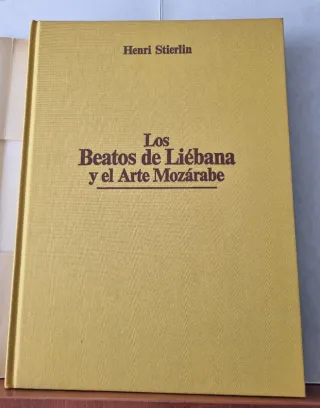 Henri Stierlin
Los
Beatos de Liébana
y el Arte Mozárabe